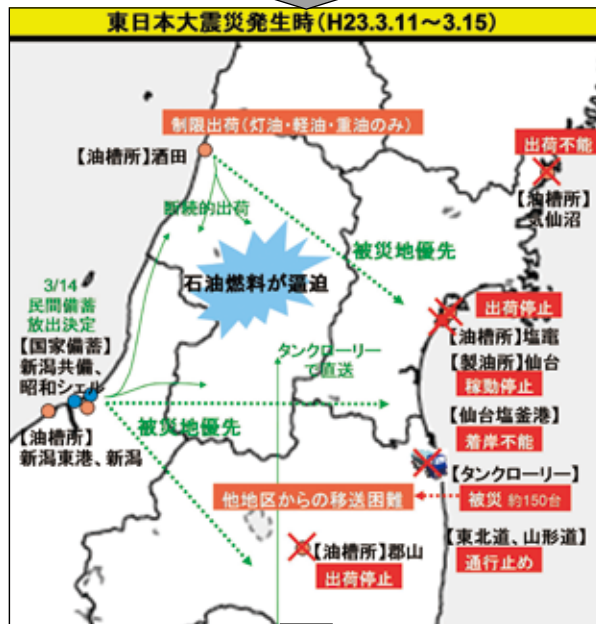 東日本大震災発生時（H23.3.11～3.15）
制限出荷（灯油・軽油・重油のみ）
【油槽所】酒田
出荷不能
【油槽所】
気仙沼
断続的出荷
被災地優先
石油燃料が逼迫
3/14
民間備蓄
放出決定
【国家備蓄】
新潟共備、
昭和シェル
【油槽所】
新潟東港、新潟
タンクローリー
で直送
被災地優先
出荷停止
【油槽所】塩竈
【製油所】仙台
稼動停止
【仙台塩釜港】
着岸不能
【タンクローリー】
被災 約150台
他地区からの移送困難
【東北道、山形道】
通行止め
【油槽所】郡山
出荷停止